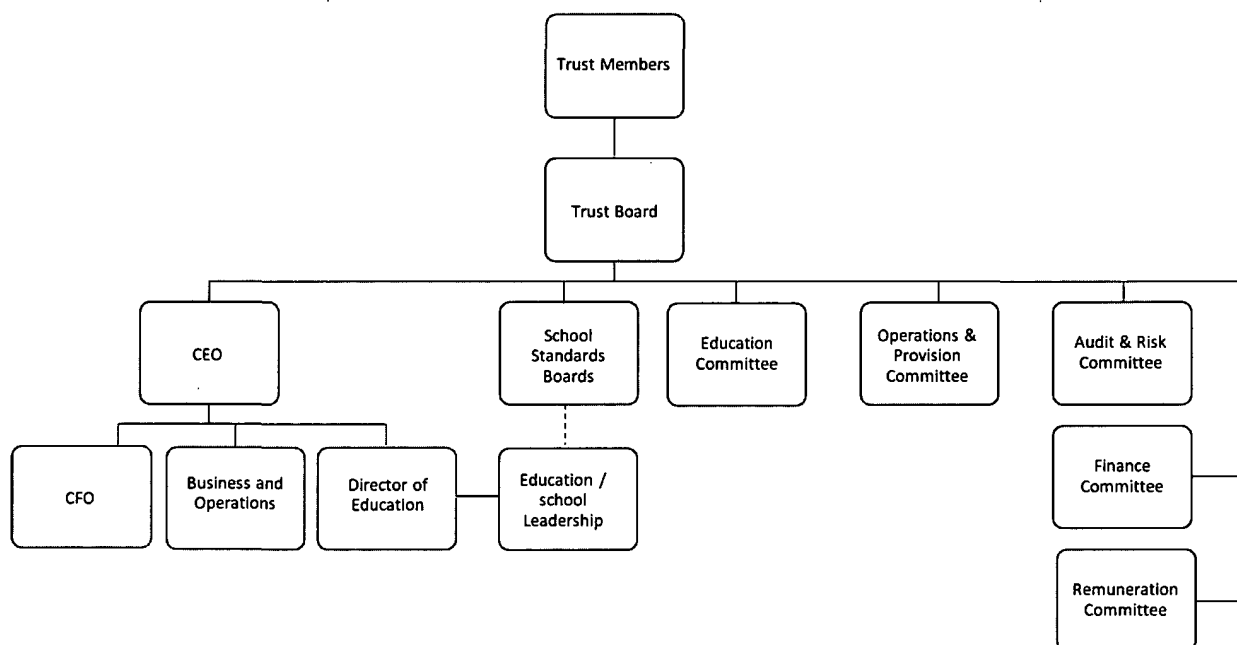 Trust Members
Trust Board
CEO
School
Standards
Boards
Education
Committee
Operations &
Provision
Committee
Audit & Risk
Committee
CFO
Business and
Operations
Director of
Education
Education /
school
Leadership
Finance
Committee
Remuneration
Committee